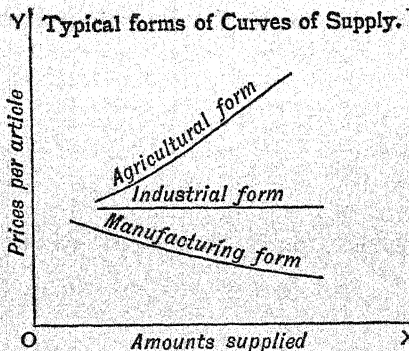 Y Typical forms of Curves of Supply.
Prices per article
Agricultural form
Industrial form
Manufacturing form
O Amounts supplied X